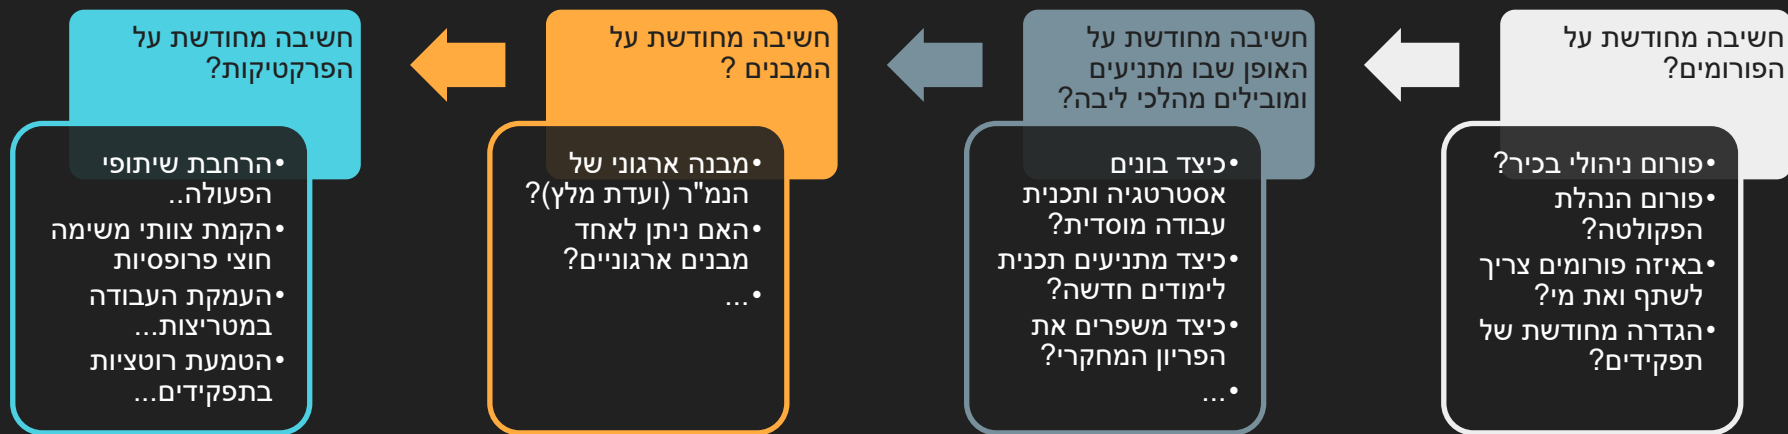 חשיבה מחודשת על
הפורומים?
•פורום ניהולי בכיר?
•פורום הנהלת
הפקולטה?
•באיזה פורומים צריך
לשתף ואת מי?
•הגדרה מחודשת של
תפקידים?
חשיבה מחודשת על
האופן שבו מתניעים
ומובילים מהלכי ליבה?
•כיצד בונים
אסטרטגיה ותכנית
עבודה מוסדית?
•כיצד מתניעים תכנית
לימודים חדשה?
•כיצד משפרים את
הפריון המחקרי?
•...
חשיבה מחודשת על
המבנים ?
•מבנה ארגוני של
הנמ"ר (ועדת מלץ)?
•האם ניתן לאחד
מבנים ארגוניים?
•...
חשיבה מחודשת על
הפרקטיקות?
•הרחבת שיתופי
הפעולה..
•הקמת צוותי משימה
חוצי פרופסיות
•העמקת העבודה
במטריצות...
•הטמעת רוטציות
בתפקידים...